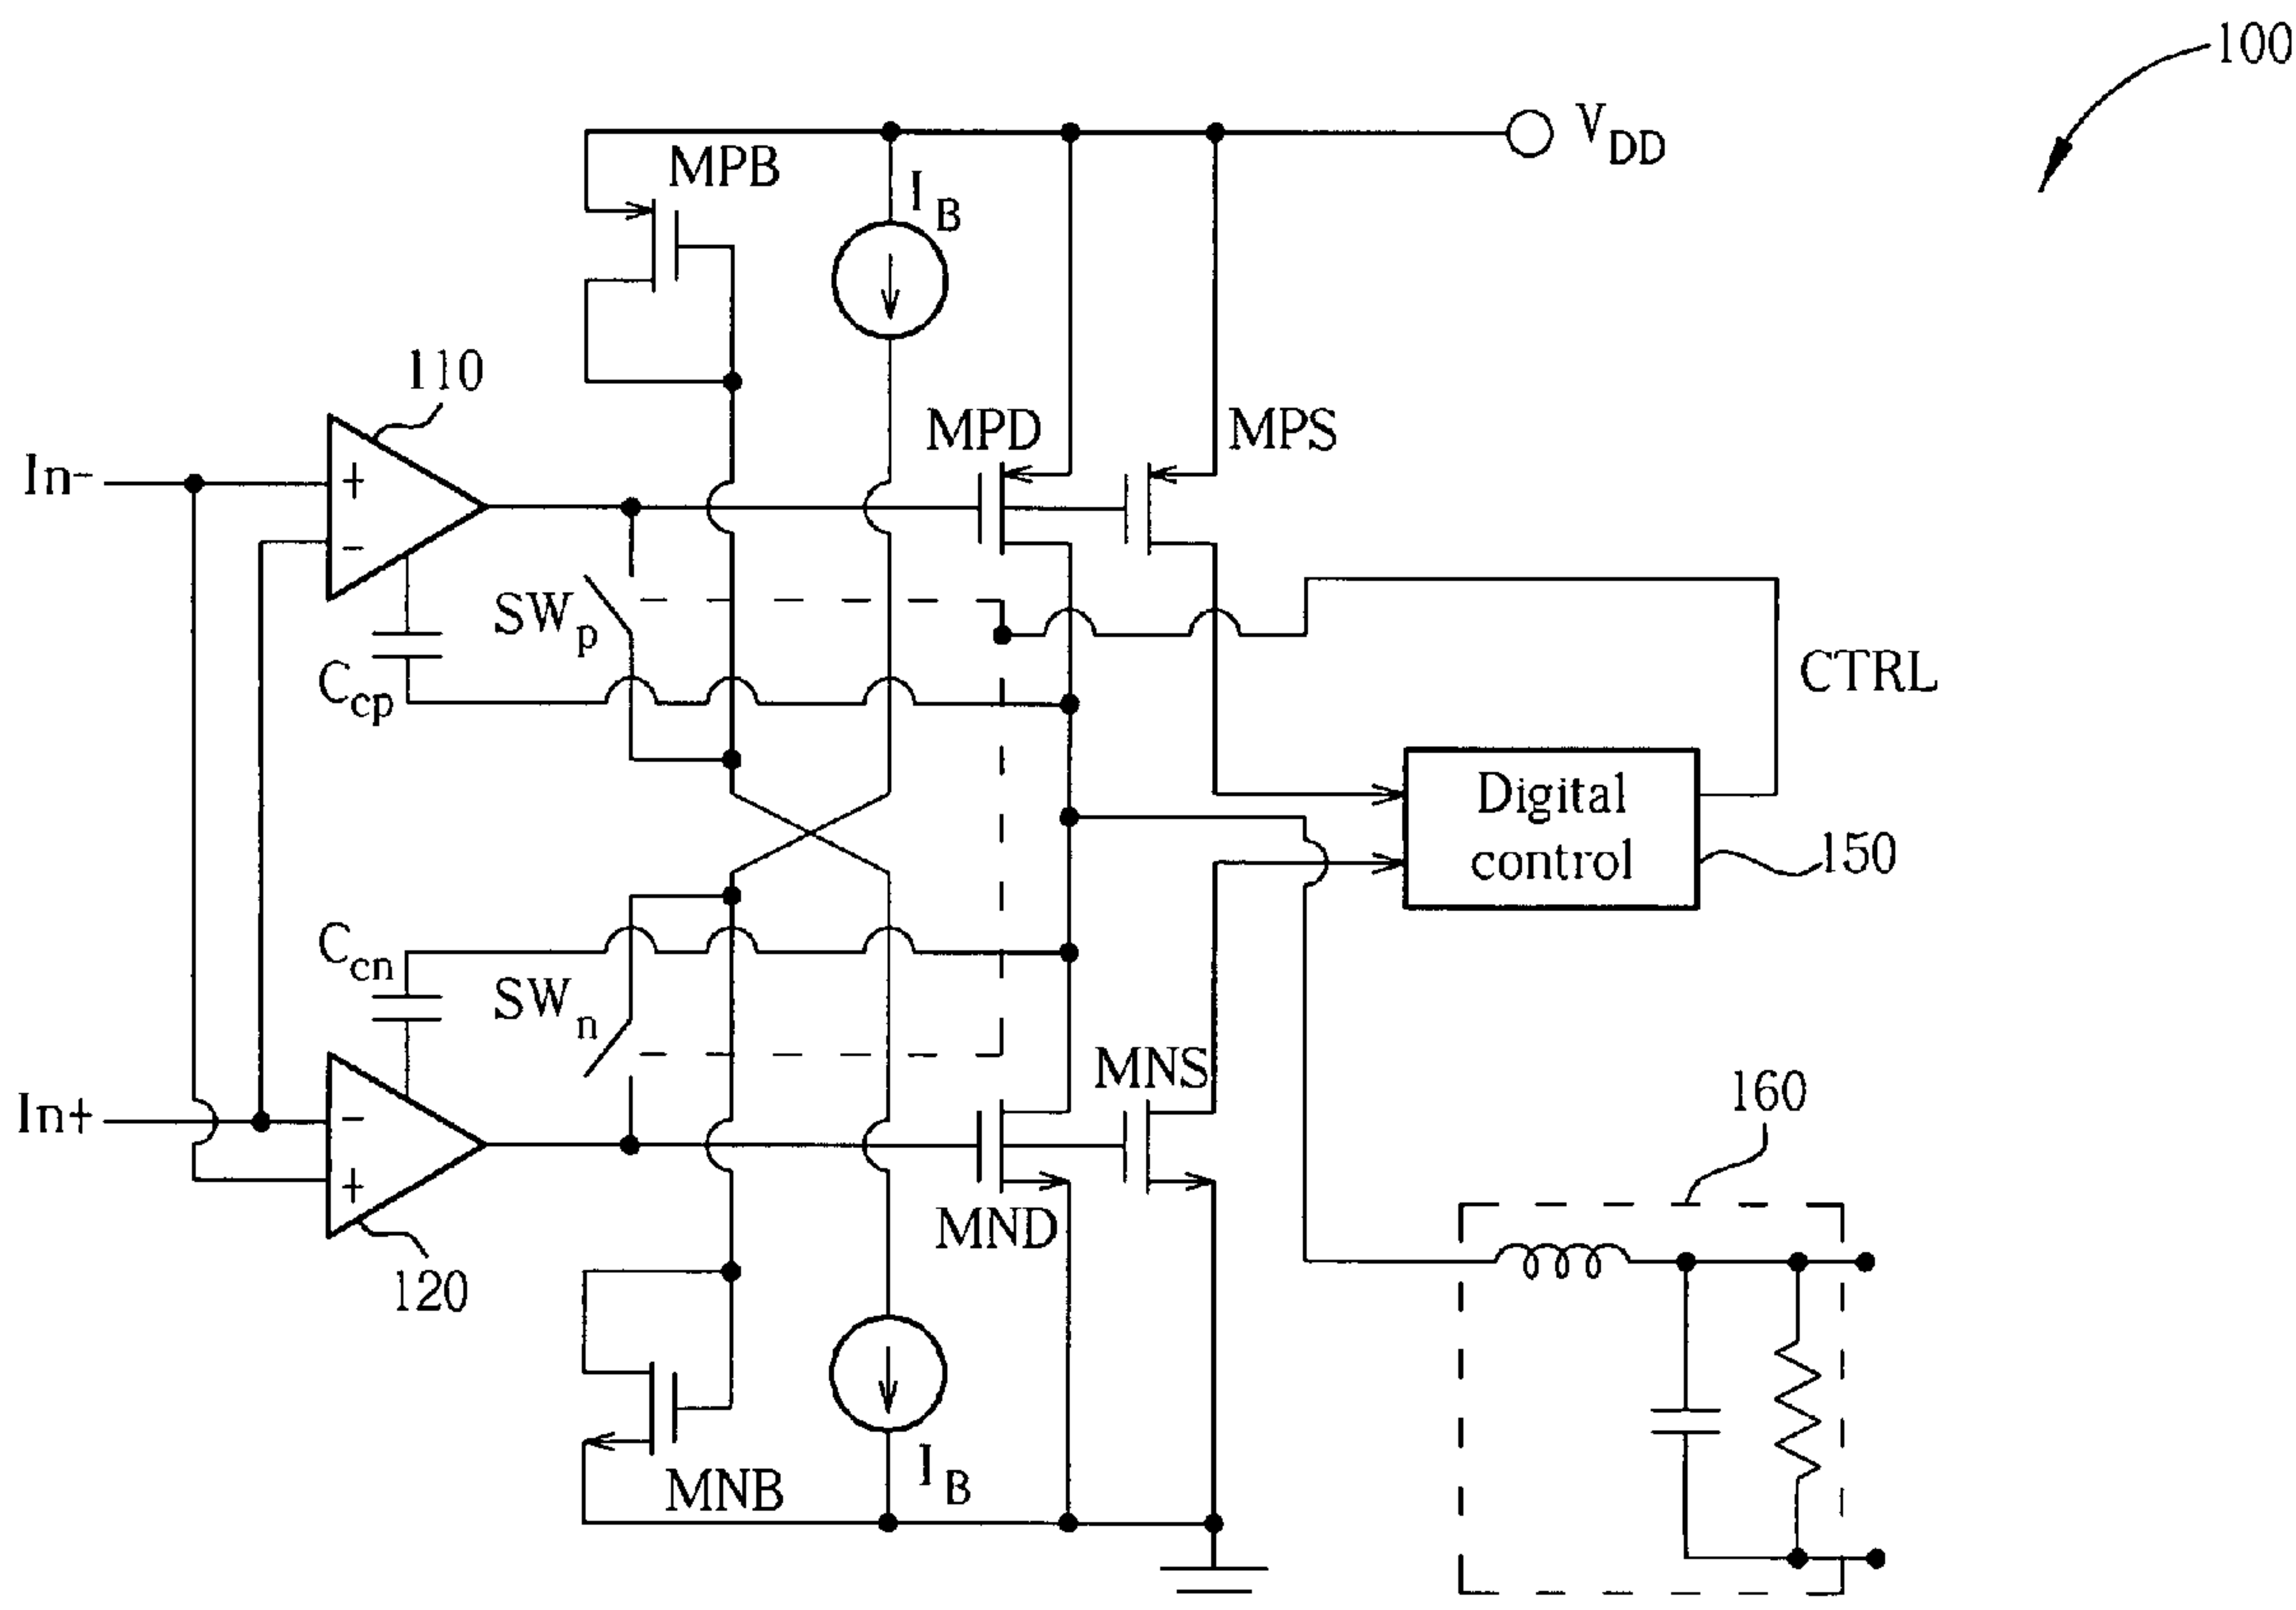 100
VDD
MPB
IB
110
MPD
MPS
In-
+
-
SWp
Ccp
CTRL
Digital
control
150
Ccn
SWn
MNS
In+
-
+
160
MND
120
IB
MNB